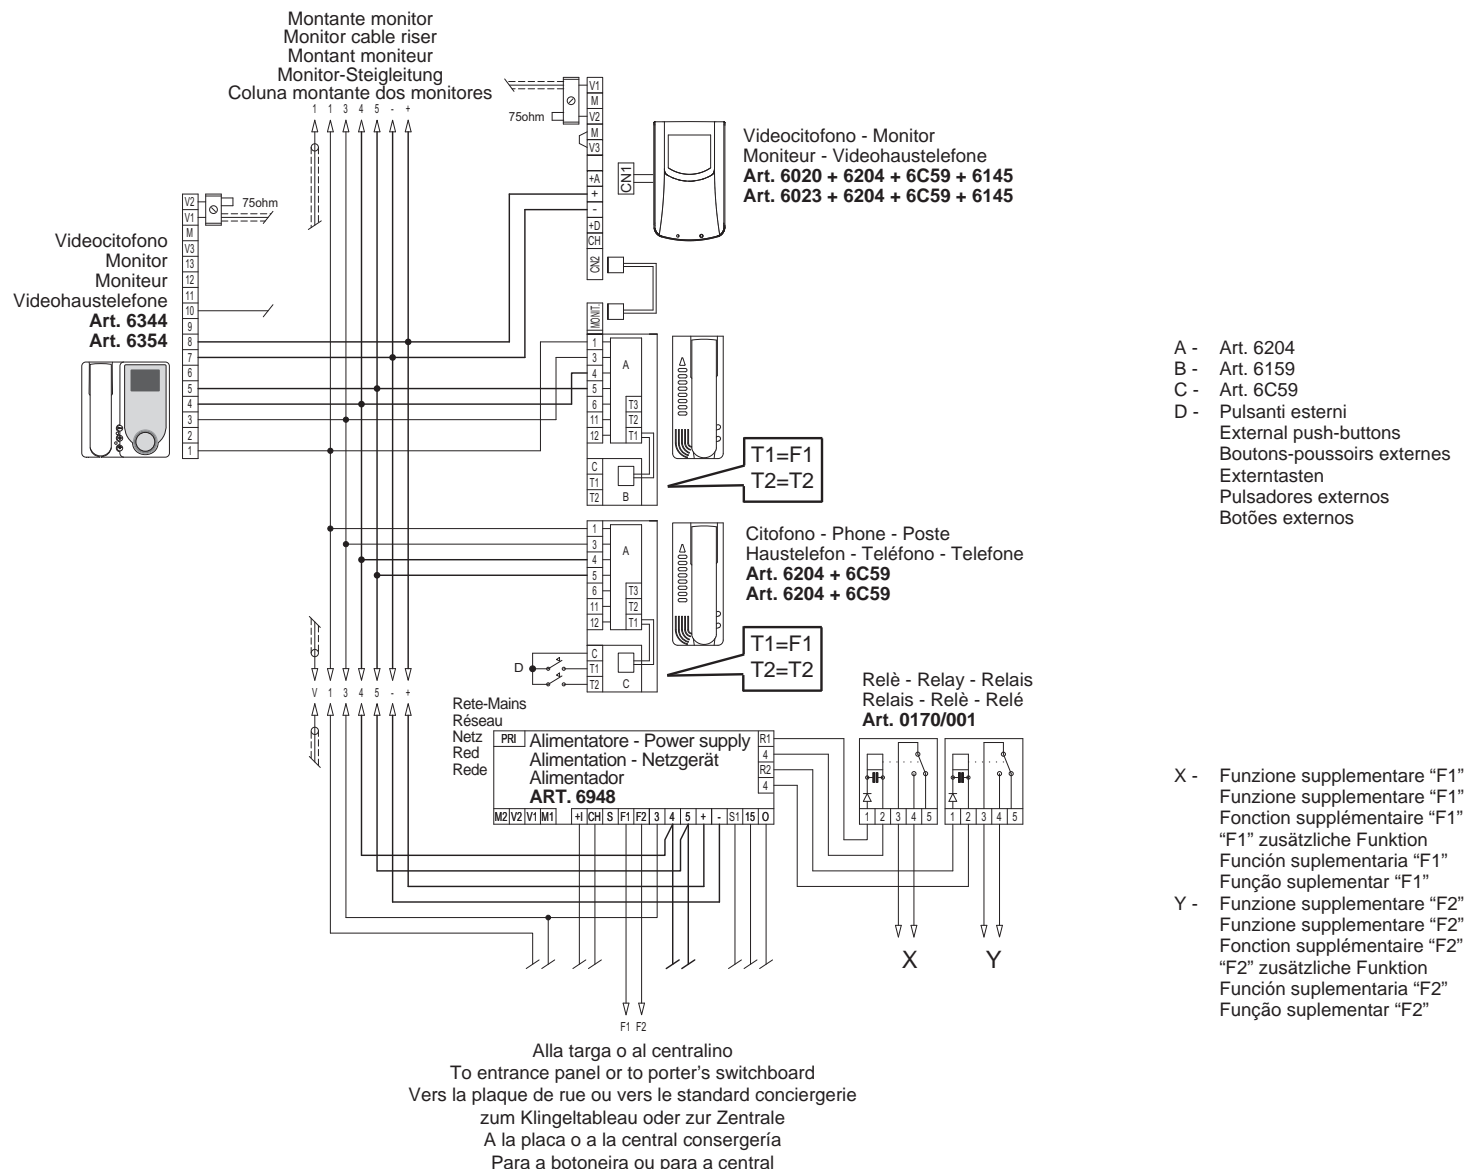 Montante monitor
Monitor cable riser
Montant moniteur
Monitor-Steigleitung
Coluna montante dos monitores
1 1 3 4 5 - +
V1
M
V2
M
V3
+A
+
-
+D
CH
CN2
75ohm
CN1
Videocitofono - Monitor
Moniteur - Videohaustelefone
Art. 6020 + 6204 + 6C59 + 6145
Art. 6023 + 6204 + 6C59 + 6145
V2
V1
M
V3
13
12
11
10
9
8
7
6
5
4
3
2
1
75ohm
Videocitofono
Monitor
Moniteur
Videohaustelefone
Art. 6344
Art. 6354
MONIT.
1
3
4
5
6
11
12
A
T3
T2
T1
C
T1
T2
B
T1=F1
T2=T2
1
3
4
5
6
11
12
A
T3
T2
T1
C
T1
T2
C
D
T1=F1
T2=T2
Citofono - Phone - Poste
Haustelefon - Teléfono - Telefone
Art. 6204 + 6C59
Art. 6204 + 6C59
A - Art. 6204
B - Art. 6159
C - Art. 6C59
D - Pulsanti esterni
External push-buttons
Boutons-poussoirs externes
Externtasten
Pulsadores externos
Botões externos
V 1 3 4 5 - +
Rete-Mains
Réseau
Netz
Red
Rede
PRI
Alimentatore - Power supply
Alimentation - Netzgerät
Alimentador
ART. 6948
R1
4
R2
4
M2 V2 V1 M1 +I CH S F1 F2 3 4 5 + - S1 15 O
Relè - Relay - Relais
Relais - Relè - Relé
Art. 0170/001
1 2 3 4 5
1 2 3 4 5
X
Y
X - Funzione supplementare “F1”
Funzione supplementare “F1”
Fonction supplémentaire “F1”
“F1” zusätzliche Funktion
Función suplementaria “F1”
Função suplementar “F1”
Y - Funzione supplementare “F2”
Funzione supplementare “F2”
Fonction supplémentaire “F2”
“F2” zusätzliche Funktion
Función suplementaria “F2”
Função suplementar “F2”
F1 F2
Alla targa o al centralino
To entrance panel or to porter's switchboard
Vers la plaque de rue ou vers le standard conciergerie
zum Klingeltableau oder zur Zentrale
A la placa o a la central consergería
Para a botoneira ou para a central